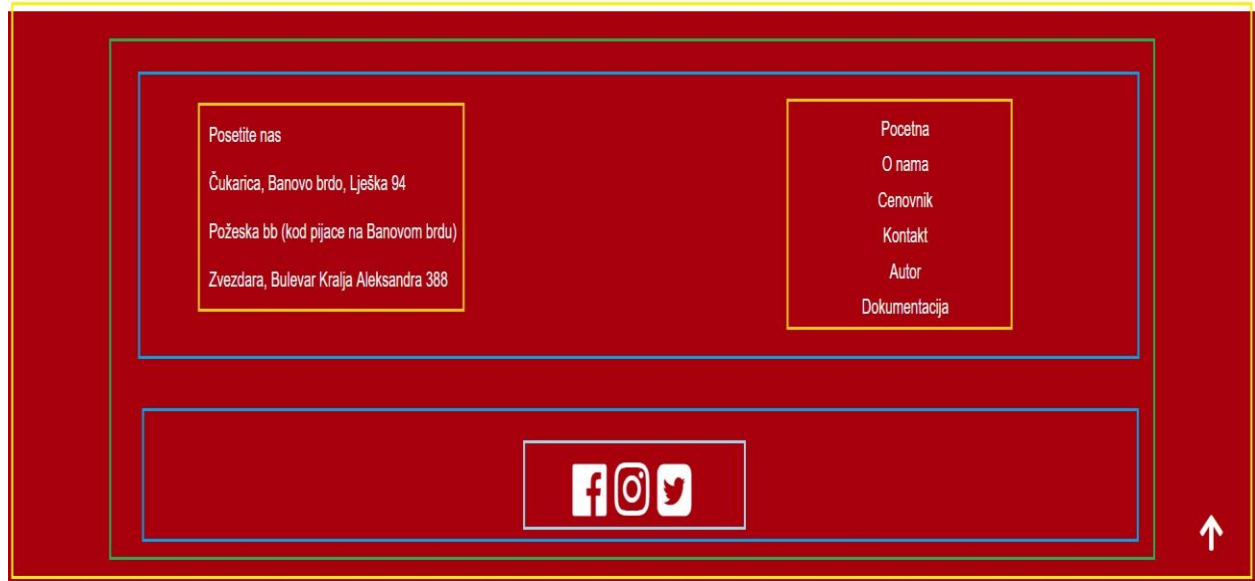 Posetite nas
Čukarica, Banovo brdo, Lješka 94
Požeska bb (kod pijace na Banovom brdu)
Zvezdara, Bulevar Kralja Aleksandra 388
Pocetna
O nama
Cenovnik
Kontakt
Autor
Dokumentacija